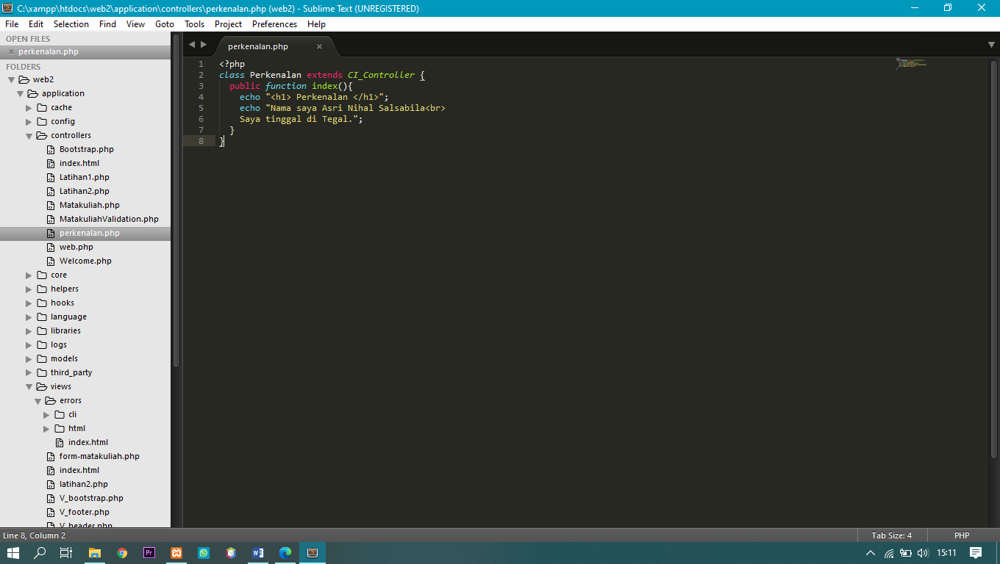 C:\xampp\htdocs\web2\application\controllers\perkenalan.php (web2) - Sublime Text (UNREGISTERED)
File Edit Selection Find View Goto Tools Project Preferences Help
OPEN FILES
perkenalan.php
FOLDERS
web2
application
cache
config
controllers
Bootstrap.php
index.html
Latihan1.php
Latihan2.php
Matakuliah.php
MatakuliahValidation.php
perkenalan.php
web.php
Welcome.php
core
helpers
hooks
language
libraries
logs
models
third_party
views
errors
cli
html
index.html
form-matakuliah.php
index.html
latihan2.php
V_bootstrap.php
V_footer.php
V_header.php
perkenalan.php
1 <?php
2 class Perkenalan extends CI_Controller {
3 public function index(){
4 echo "<h1> Perkenalan </h1>";
5 echo "Nama saya Asri Nihal Salsabila<br>
6 Saya tinggal di Tegal.";
7 }
8 }
Line 8, Column 2 Tab Size: 4 PHP
Pr W 15:11